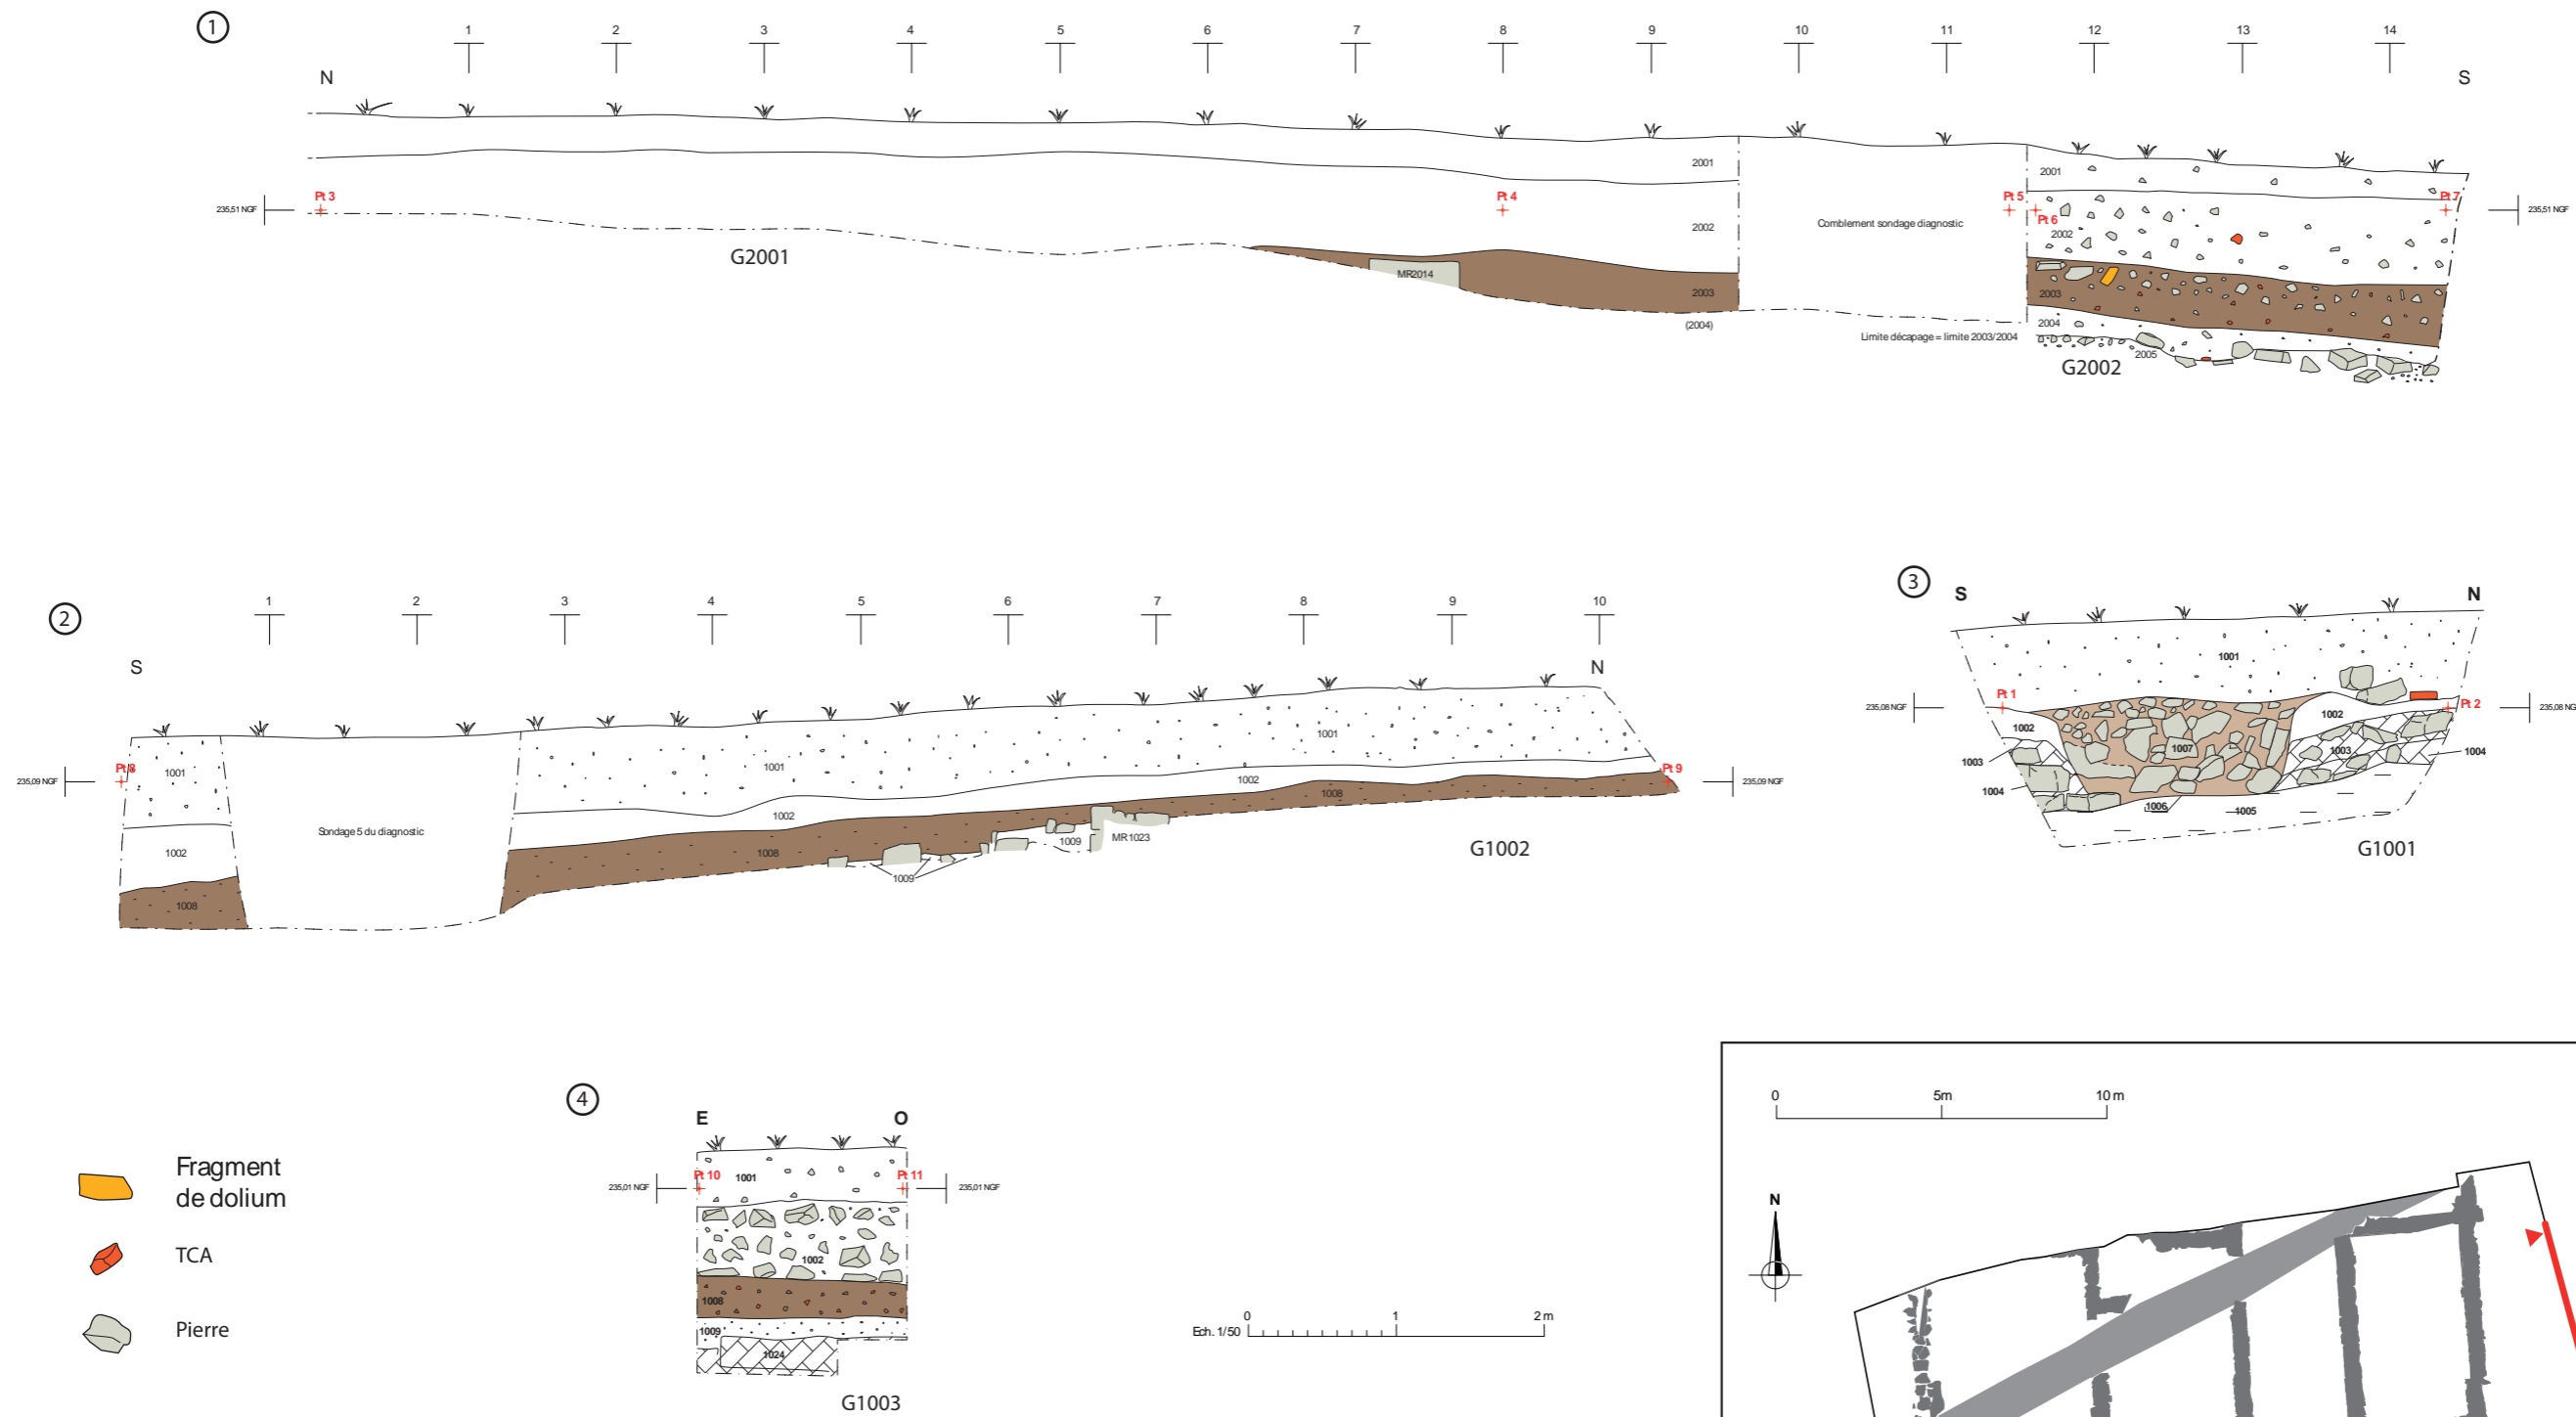 1
1 2 3 4 5 6 7 8 9 10 11 12 13 14
N S
2001
2001
Pt 3 Pt 4 Pt 5 Pt 7
235,51 NGF 235,51 NGF
Pt 6
Comblement sondage diagnostic
2002
2002
G2001
MR2014
2003
2003
(2004)
2004
Limite décapage = limite 2003/2004
2005
G2002
2
1 2 3 4 5 6 7 8 9 10
S N
1001
1001
1001
Pt 8
Pt 9
235,09 NGF 235,09 NGF
1002
1008
1002
Sondage 5 du diagnostic
1002
1008
1009
MR1023
1009
1008
G1002
3
S N
1001
Pt 1 Pt 2
235,08 NGF 235,08 NG
1002
1002
1007
1003
1004
1003
1004
1006
1005
G1001
4
E O
Pt 10 Pt 11
1001
235,01 NGF 235,01 NGF
1002
1008
1009
1024
G1003
Fragment
de dolium
TCA
Pierre
Ech. 1/50
0 1 2 m
0 5m 10 m
N